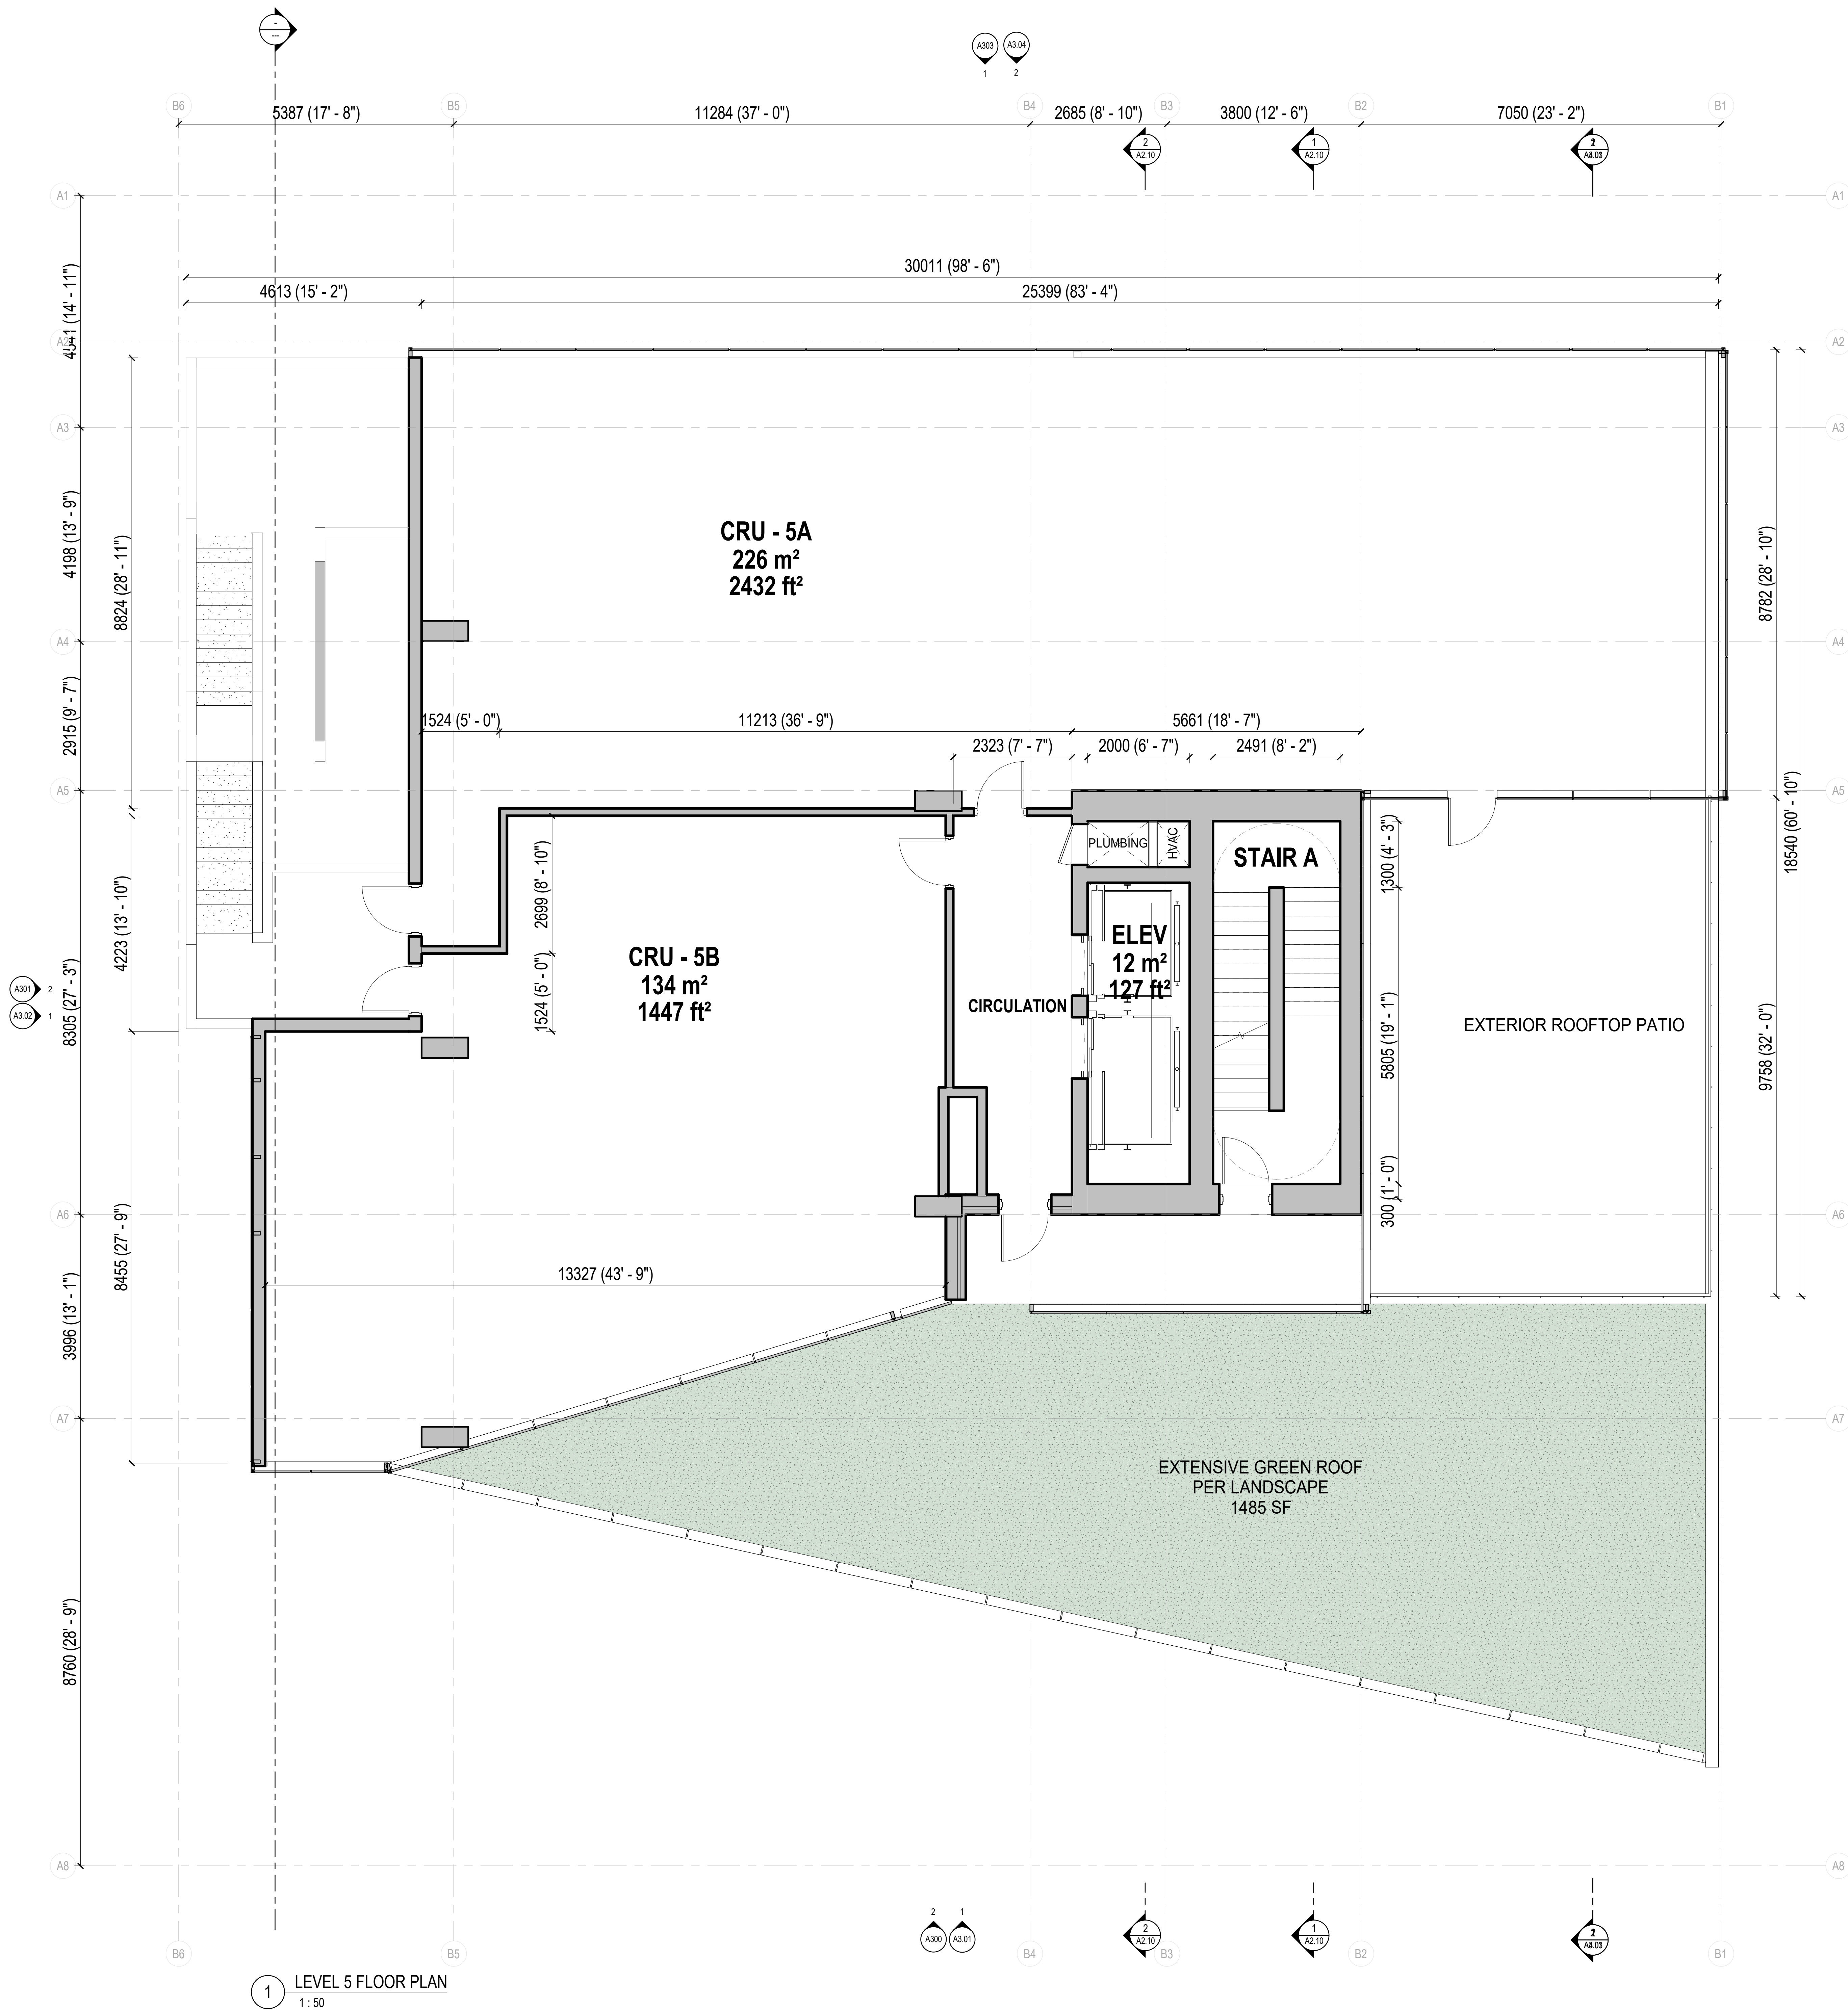 -
---
A303
A3.04
1
2
B6
B5
B4
B3
B2
B1
5387 (17' - 8")
11284 (37' - 0")
2685 (8' - 10")
3800 (12' - 6")
7050 (23' - 2")
2
A2.10
1
A2.10
A1
A1
30011 (98' - 6")
4613 (15' - 2")
25399 (83' - 4")
(14' - 11")
A2
A2
A3
A3
4198 (13' - 9")
8824 (28' - 11")
CRU - 5A
226 m²
2432 ft²
8782 (28' - 10")
A4
A4
2915 (9' - 7")
1524 (5' - 0")
11213 (36' - 9")
5661 (18' - 7")
2323 (7' - 7")
2000 (6' - 7")
2491 (8' - 2")
A5
A5
18540 (60' - 10")
PLUMBING
HVAC
STAIR A
1300 (4' - 3")
2699 (8' - 10")
4223 (13' - 10")
CRU - 5B
134 m²
1447 ft²
ELEV
12 m²
127 ft²
1524 (5' - 0")
CIRCULATION
A301
2
A3.02
1
8305 (27' - 3")
5805 (19' - 1")
EXTERIOR ROOFTOP PATIO
9758 (32' - 0")
300 (1' - 0")
A6
A6
8455 (27' - 9")
13327 (43' - 9")
3996 (13' - 1")
A7
A7
EXTENSIVE GREEN ROOF
PER LANDSCAPE
1485 SF
8760 (28' - 9")
A8
A8
2
1
A300
A3.01
2
A2.10
1
A2.10
B6
B5
B4
B3
B2
B1
1
LEVEL 5 FLOOR PLAN
1 : 50